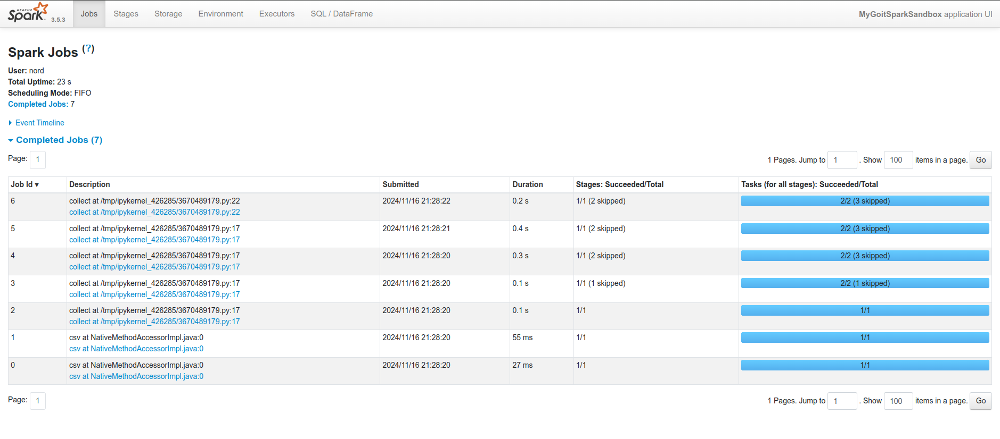 APACHE Spark 3.5.3 Jobs Stages Storage Environment Executors SQL / DataFrame MyGoitSparkSandbox application UI
Spark Jobs (?)
User: nord
Total Uptime: 23 s
Scheduling Mode: FIFO
Completed Jobs: 7
Event Timeline
Completed Jobs (7)
Page: 1 1 Pages. Jump to 1 . Show 100 items in a page. Go
Job Id ▾ Description Submitted Duration Stages: Succeeded/Total Tasks (for all stages): Succeeded/Total
6 collect at /tmp/ipykernel_426285/3670489179.py:22 2024/11/16 21:28:22 0.2 s 1/1 (2 skipped) 2/2 (3 skipped)
collect at /tmp/ipykernel_426285/3670489179.py:22
5 collect at /tmp/ipykernel_426285/3670489179.py:17 2024/11/16 21:28:21 0.4 s 1/1 (2 skipped) 2/2 (3 skipped)
collect at /tmp/ipykernel_426285/3670489179.py:17
4 collect at /tmp/ipykernel_426285/3670489179.py:17 2024/11/16 21:28:20 0.3 s 1/1 (2 skipped) 2/2 (3 skipped)
collect at /tmp/ipykernel_426285/3670489179.py:17
3 collect at /tmp/ipykernel_426285/3670489179.py:17 2024/11/16 21:28:20 0.1 s 1/1 (1 skipped) 2/2 (1 skipped)
collect at /tmp/ipykernel_426285/3670489179.py:17
2 collect at /tmp/ipykernel_426285/3670489179.py:17 2024/11/16 21:28:20 0.1 s 1/1 1/1
collect at /tmp/ipykernel_426285/3670489179.py:17
1 csv at NativeMethodAccessorImpl.java:0 2024/11/16 21:28:20 55 ms 1/1 1/1
csv at NativeMethodAccessorImpl.java:0
0 csv at NativeMethodAccessorImpl.java:0 2024/11/16 21:28:20 27 ms 1/1 1/1
csv at NativeMethodAccessorImpl.java:0
Page: 1 1 Pages. Jump to 1 . Show 100 items in a page. Go